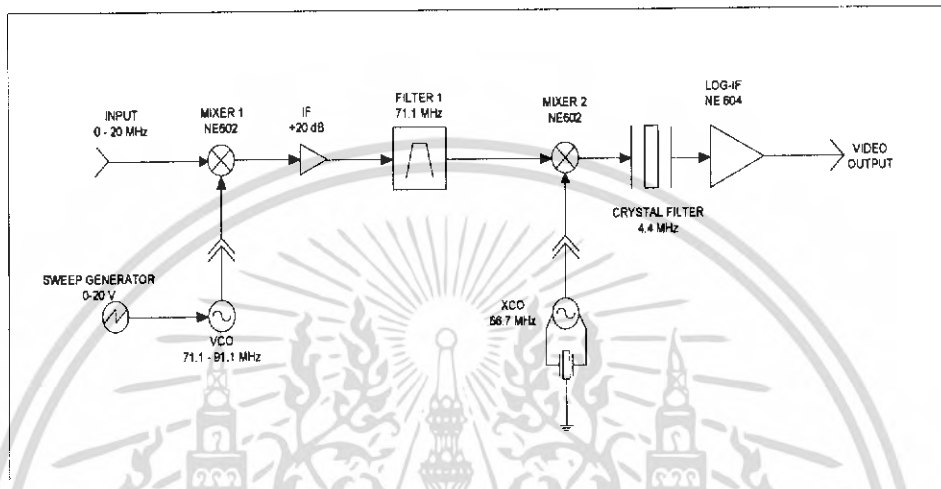 INPUT
0 - 20 MHz
MIXER 1
NE602
IF
+20 dB
FILTER 1
71.1 MHz
MIXER 2
NE602
LOG-IF
NE 604
VIDEO
OUTPUT
CRYSTAL FILTER
4.4 MHz
SWEEP GENERATOR
0-20 V
VCO
71.1 - 91.1 MHz
XCO
66.7 MHz